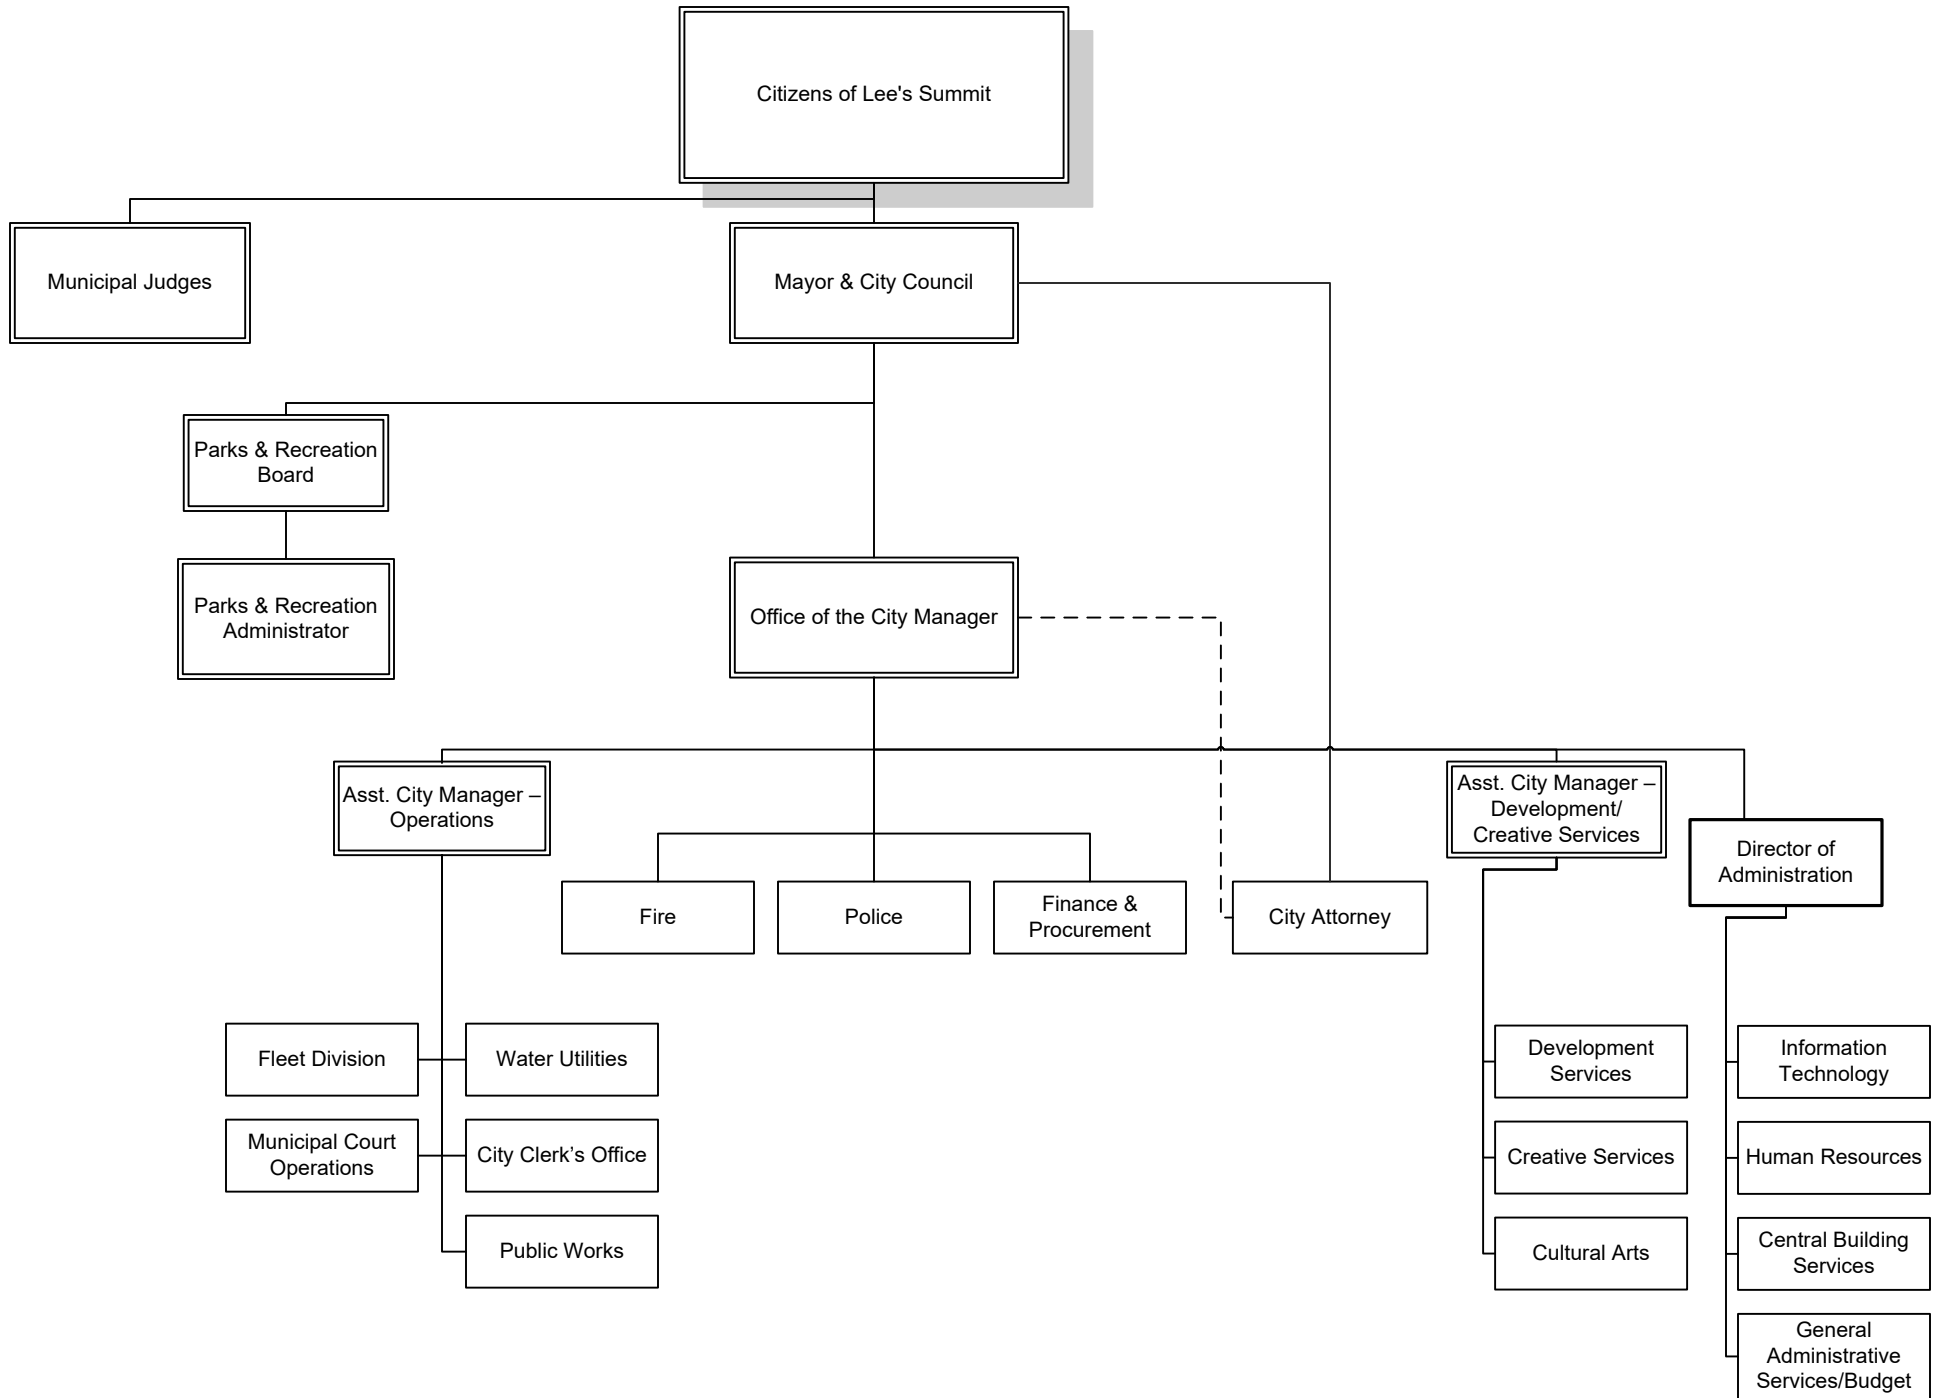 Citizens of Lee's Summit
Municipal Judges
Mayor & City Council
Parks & Recreation
Board
Parks & Recreation
Administrator
Office of the City Manager
Asst. City Manager –
Operations
Asst. City Manager –
Development/
Creative Services
Director of
Administration
Fire
Police
Finance &
Procurement
City Attorney
Fleet Division
Water Utilities
Municipal Court
Operations
City Clerk’s Office
Public Works
Development
Services
Creative Services
Cultural Arts
Information
Technology
Human Resources
Central Building
Services
General
Administrative
Services/Budget